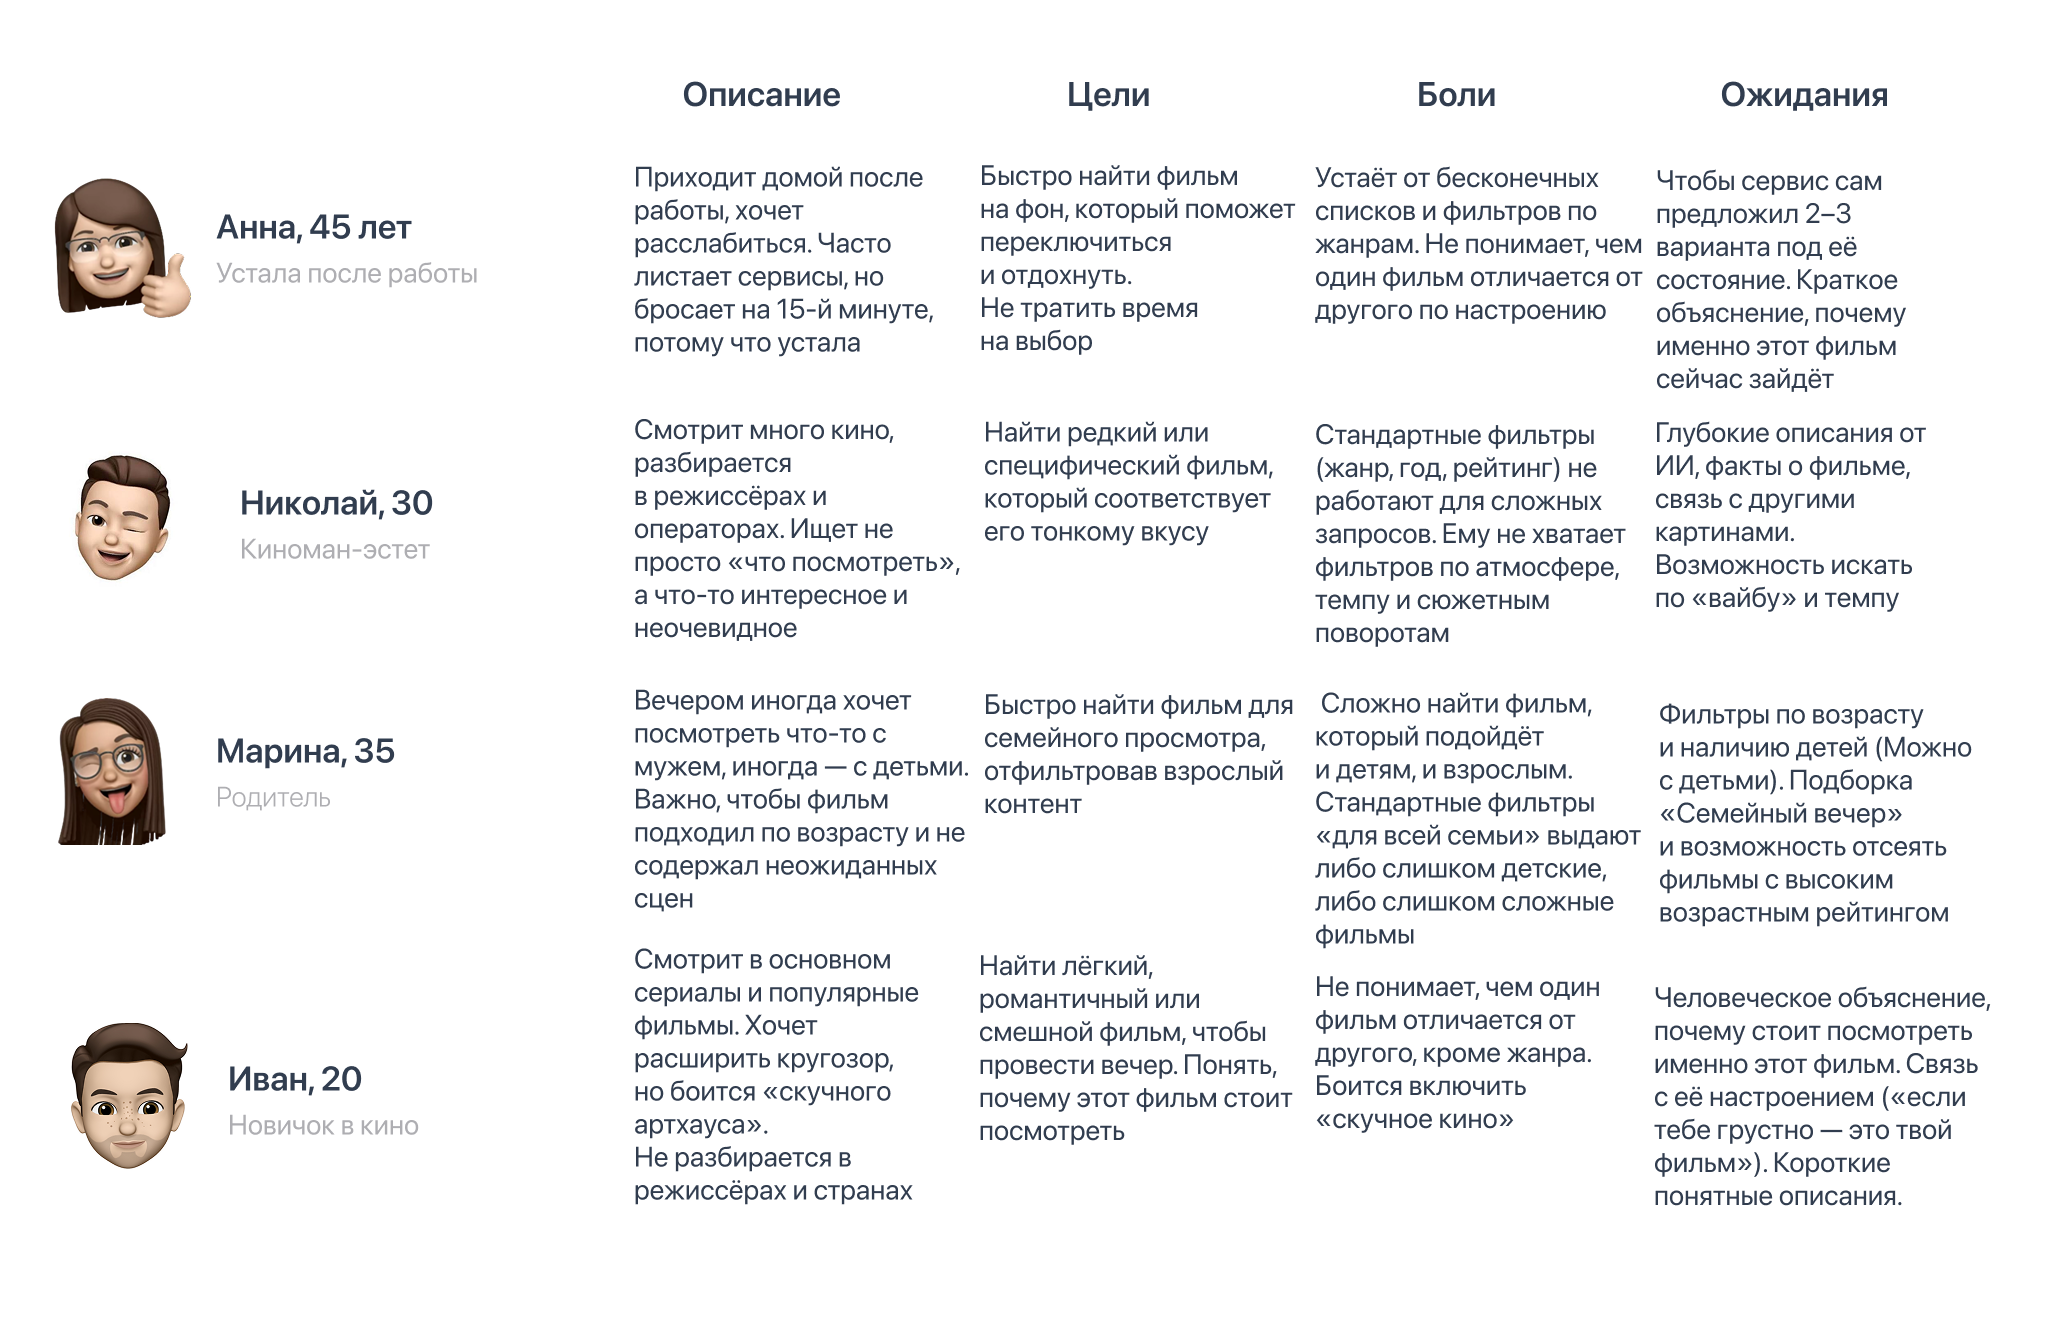 Описание
Цели
Боли
Ожидания
Анна, 45 лет
Устала после работы
Приходит домой после
работы, хочет
расслабиться. Часто
листает сервисы, но
бросает на 15-й минуте,
потому что устала
Быстро найти фильм
на фон, который поможет
переключиться
и отдохнуть.
Не тратить время
на выбор
Устаёт от бесконечных
списков и фильтров по
жанрам. Не понимает, чем
один фильм отличается от
другого по настроению
Чтобы сервис сам
предложил 2–3
варианта под её
состояние. Краткое
объяснение, почему
именно этот фильм
сейчас зайдёт
Николай, 30
Киноман-эстет
Смотрит много кино,
разбирается
в режиссёрах и
операторах. Ищет не
просто «что посмотреть»,
а что-то интересное и
неочевидное
Найти редкий или
специфический фильм,
который соответствует
его тонкому вкусу
Стандартные фильтры
(жанр, год, рейтинг) не
работают для сложных
запросов. Ему не хватает
фильтров по атмосфере,
темпу и сюжетным
поворотам
Глубокие описания от
ИИ, факты о фильме,
связь с другими
картинами.
Возможность искать
по «вайбу» и темпу
Марина, 35
Родитель
Вечером иногда хочет
посмотреть что-то с
мужем, иногда — с детьми.
Важно, чтобы фильм
подходил по возрасту и не
содержал неожиданных
сцен
Быстро найти фильм для
семейного просмотра,
отфильтровав взрослый
контент
Сложно найти фильм,
который подойдёт
и детям, и взрослым.
Стандартные фильтры
«для всей семьи» выдают
либо слишком детские,
либо слишком сложные
фильмы
Фильтры по возрасту
и наличию детей (Можно
с детьми). Подборка
«Семейный вечер»
и возможность отсеять
фильмы с высоким
возрастным рейтингом
Иван, 20
Новичок в кино
Смотрит в основном
сериалы и популярные
фильмы. Хочет
расширить кругозор,
но боится «скучного
артхауса».
Не разбирается в
режиссёрах и странах
Найти лёгкий,
романтичный или
смешной фильм, чтобы
провести вечер. Понять,
почему этот фильм стоит
посмотреть
Не понимает, чем один
фильм отличается от
другого, кроме жанра.
Боится включить
«скучное кино»
Человеческое объяснение,
почему стоит посмотреть
именно этот фильм. Связь
с её настроением («если
тебе грустно — это твой
фильм»). Короткие
понятные описания.